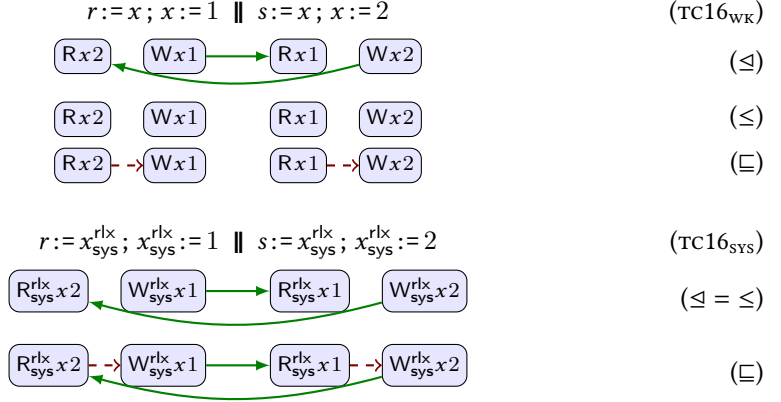 r := x ; x := 1 ‖ s := x ; x := 2 (TC16WK)
Rx2 Wx1 Rx1 Wx2 (⊴)
Rx2 Wx1 Rx1 Wx2 (≤)
Rx2 Wx1 Rx1 Wx2 (⊑)
r := x^rlx_sys ; x^rlx_sys := 1 ‖ s := x^rlx_sys ; x^rlx_sys := 2 (TC16SYS)
R^rlx_sys x2 W^rlx_sys x1 R^rlx_sys x1 W^rlx_sys x2 (⊴ = ≤)
R^rlx_sys x2 W^rlx_sys x1 R^rlx_sys x1 W^rlx_sys x2 (⊑)